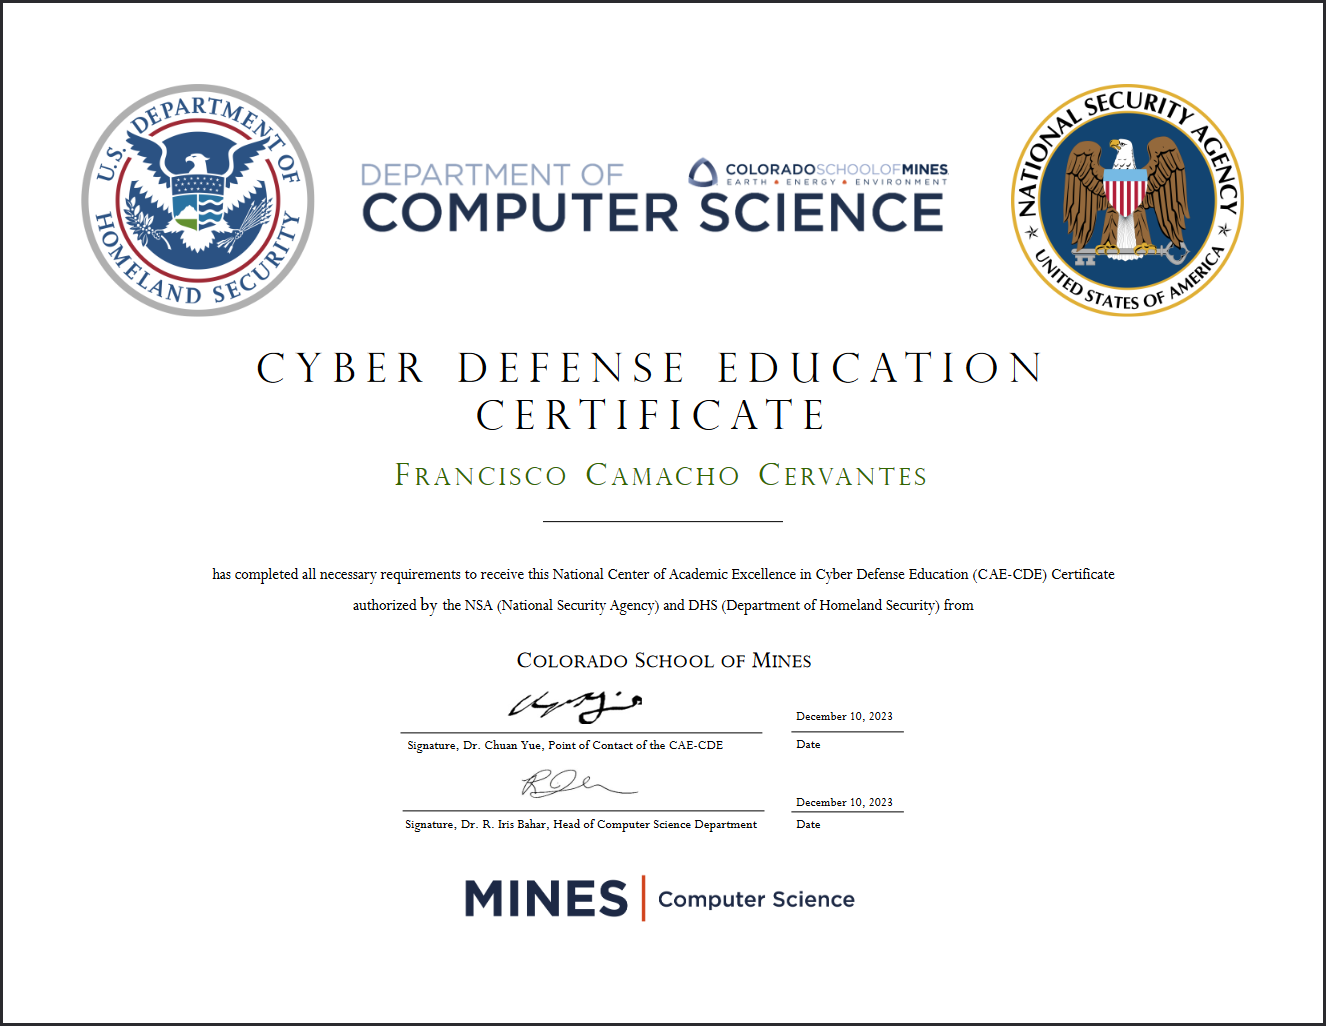 U.S. DEPARTMENT OF
HOMELAND SECURITY
DEPARTMENT OF
COLORADOSCHOOLOFMINES
EARTH • ENERGY • ENVIRONMENT
COMPUTER SCIENCE
NATIONAL SECURITY AGENCY
UNITED STATES OF AMERICA
CYBER DEFENSE EDUCATION
CERTIFICATE
FRANCISCO CAMACHO CERVANTES
has completed all necessary requirements to receive this National Center of Academic Excellence in Cyber Defense Education (CAE-CDE) Certificate
authorized by the NSA (National Security Agency) and DHS (Department of Homeland Security) from
COLORADO SCHOOL OF MINES
December 10, 2023
Signature, Dr. Chuan Yue, Point of Contact of the CAE-CDE
Date
December 10, 2023
Signature, Dr. R. Iris Bahar, Head of Computer Science Department
Date
MINES | Computer Science